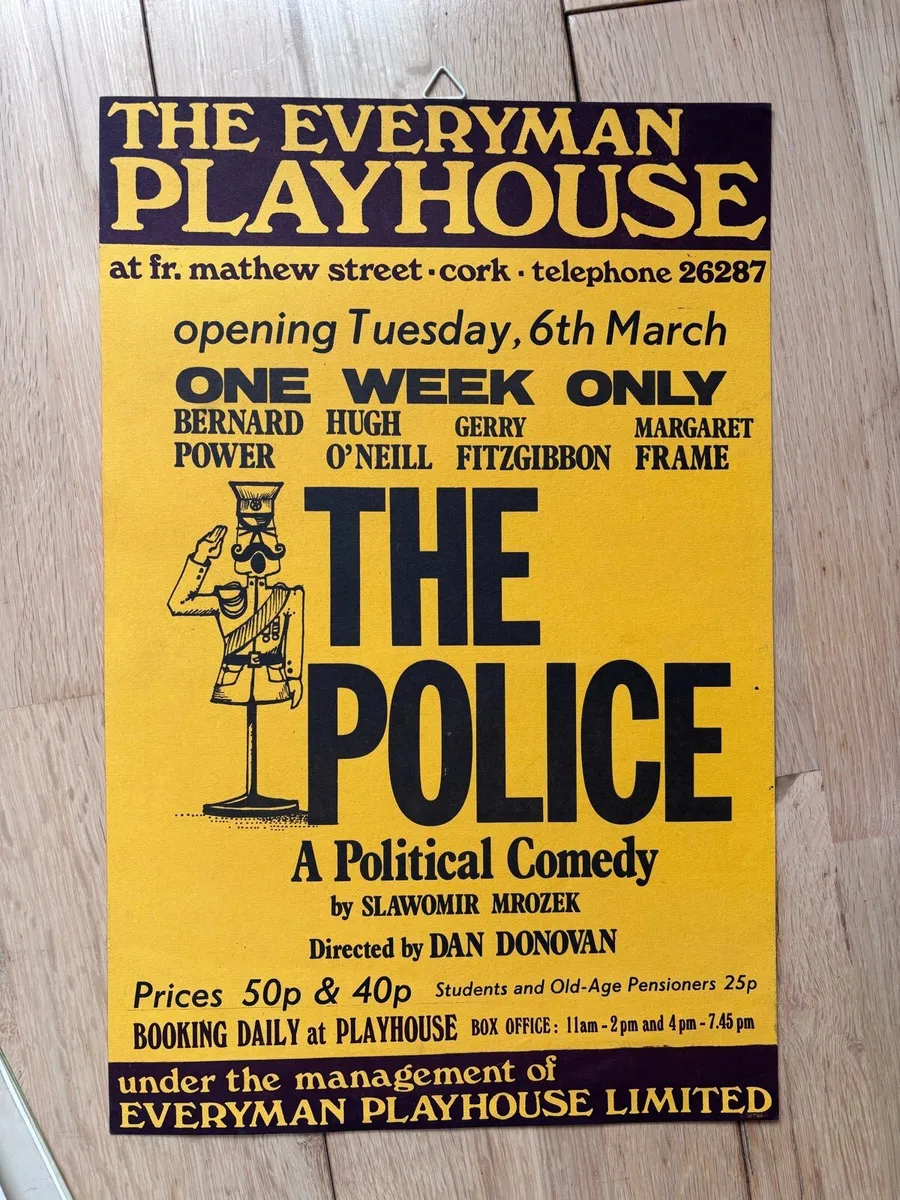 THE EVERYMAN
PLAYHOUSE
at fr. mathew street · cork · telephone 26287
opening Tuesday, 6th March
ONE WEEK ONLY
BERNARD POWER
HUGH O'NEILL
GERRY FITZGIBBON
MARGARET FRAME
THE
POLICE
A Political Comedy
by SLAWOMIR MROZEK
Directed by DAN DONOVAN
Prices 50p & 40p Students and Old-Age Pensioners 25p
BOOKING DAILY at PLAYHOUSE BOX OFFICE: 11am - 2pm and 4pm - 7.45pm
under the management of
EVERYMAN PLAYHOUSE LIMITED